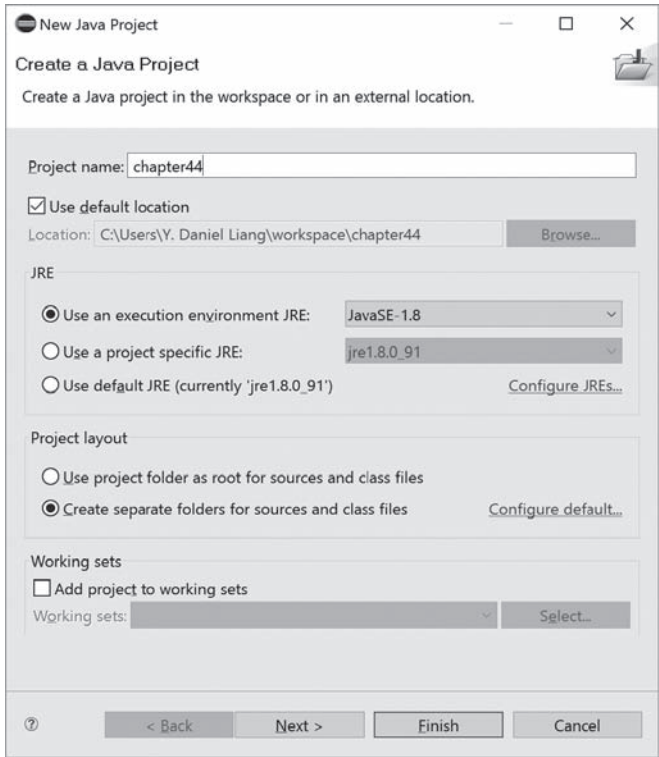 New Java Project
Create a Java Project
Create a Java project in the workspace or in an external location.
Project name: chapter44
Use default location
Location: C:\Users\Y. Daniel Liang\workspace\chapter44 Browse...
JRE
Use an execution environment JRE: JavaSE-1.8
Use a project specific JRE: jre1.8.0_91
Use default JRE (currently 'jre1.8.0_91') Configure JREs...
Project layout
Use project folder as root for sources and class files
Create separate folders for sources and class files Configure default...
Working sets
Add project to working sets
Working sets: Select...
? < Back Next > Finish Cancel